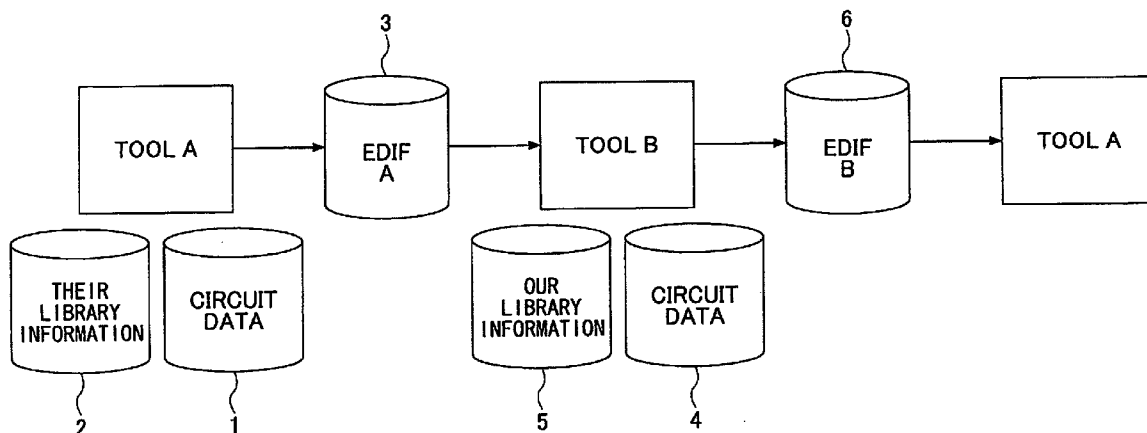 3
6
TOOL A
EDIF
A
TOOL B
EDIF
B
TOOL A
THEIR
LIBRARY
INFORMATION
CIRCUIT
DATA
OUR
LIBRARY
INFORMATION
CIRCUIT
DATA
2
1
5
4